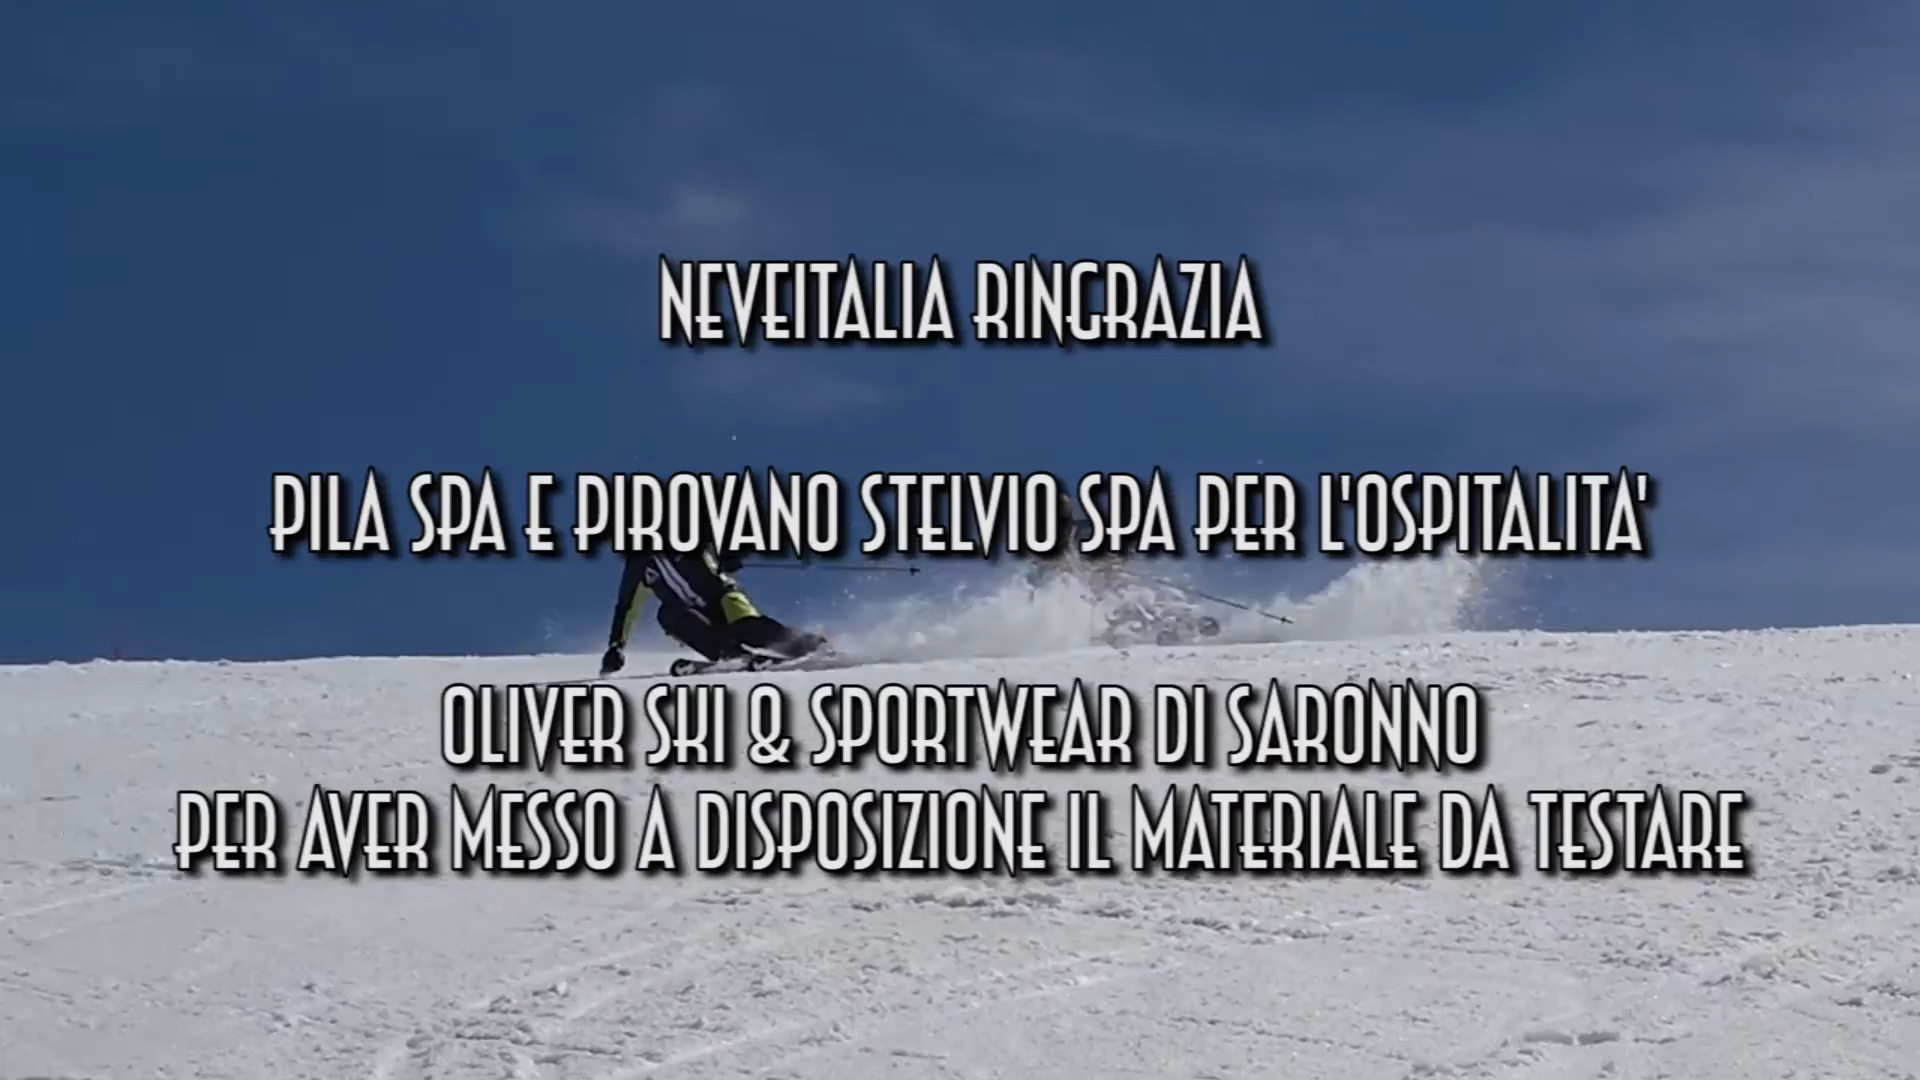 NEVEITALIA RINGRAZIA
PILA SPA E PIROVANO STELVIO SPA PER L'OSPITALITA'
OLIVER SKI & SPORTWEAR DI SARONNO
PER AVER MESSO A DISPOSIZIONE IL MATERIALE DA TESTARE